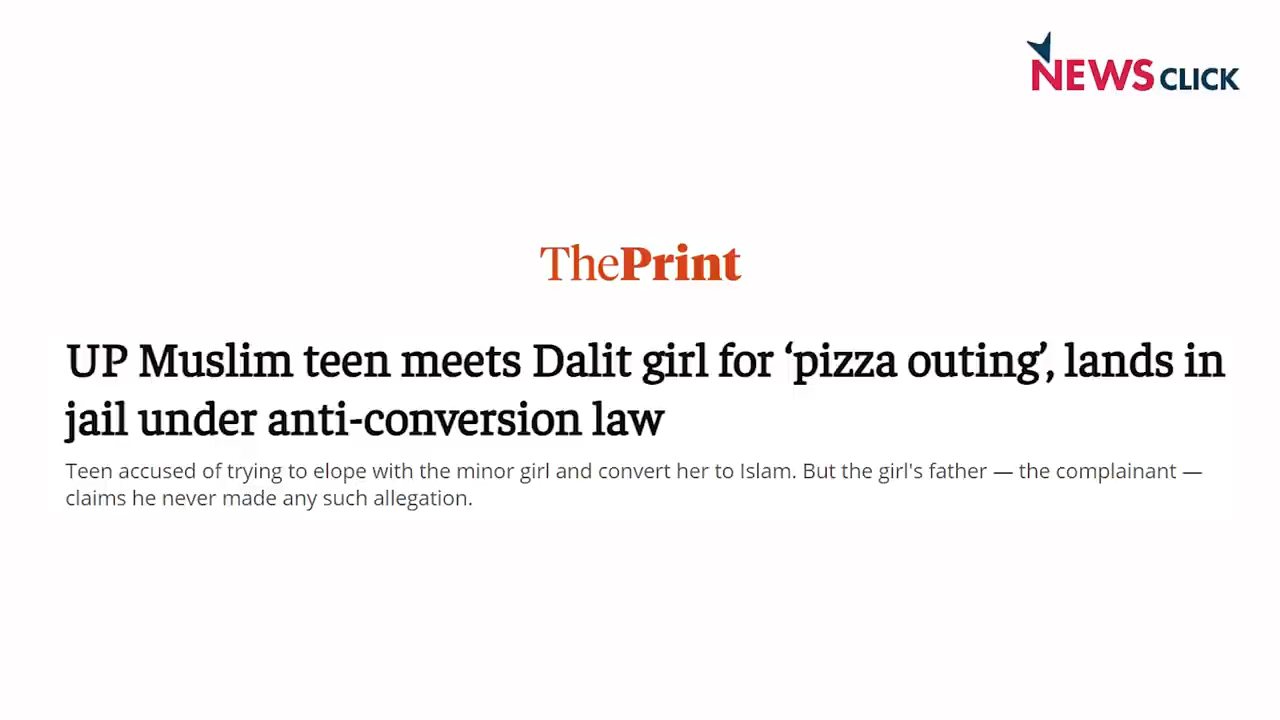 NEWS CLICK
ThePrint
UP Muslim teen meets Dalit girl for ‘pizza outing’, lands in
jail under anti-conversion law
Teen accused of trying to elope with the minor girl and convert her to Islam. But the girl's father — the complainant —
claims he never made any such allegation.